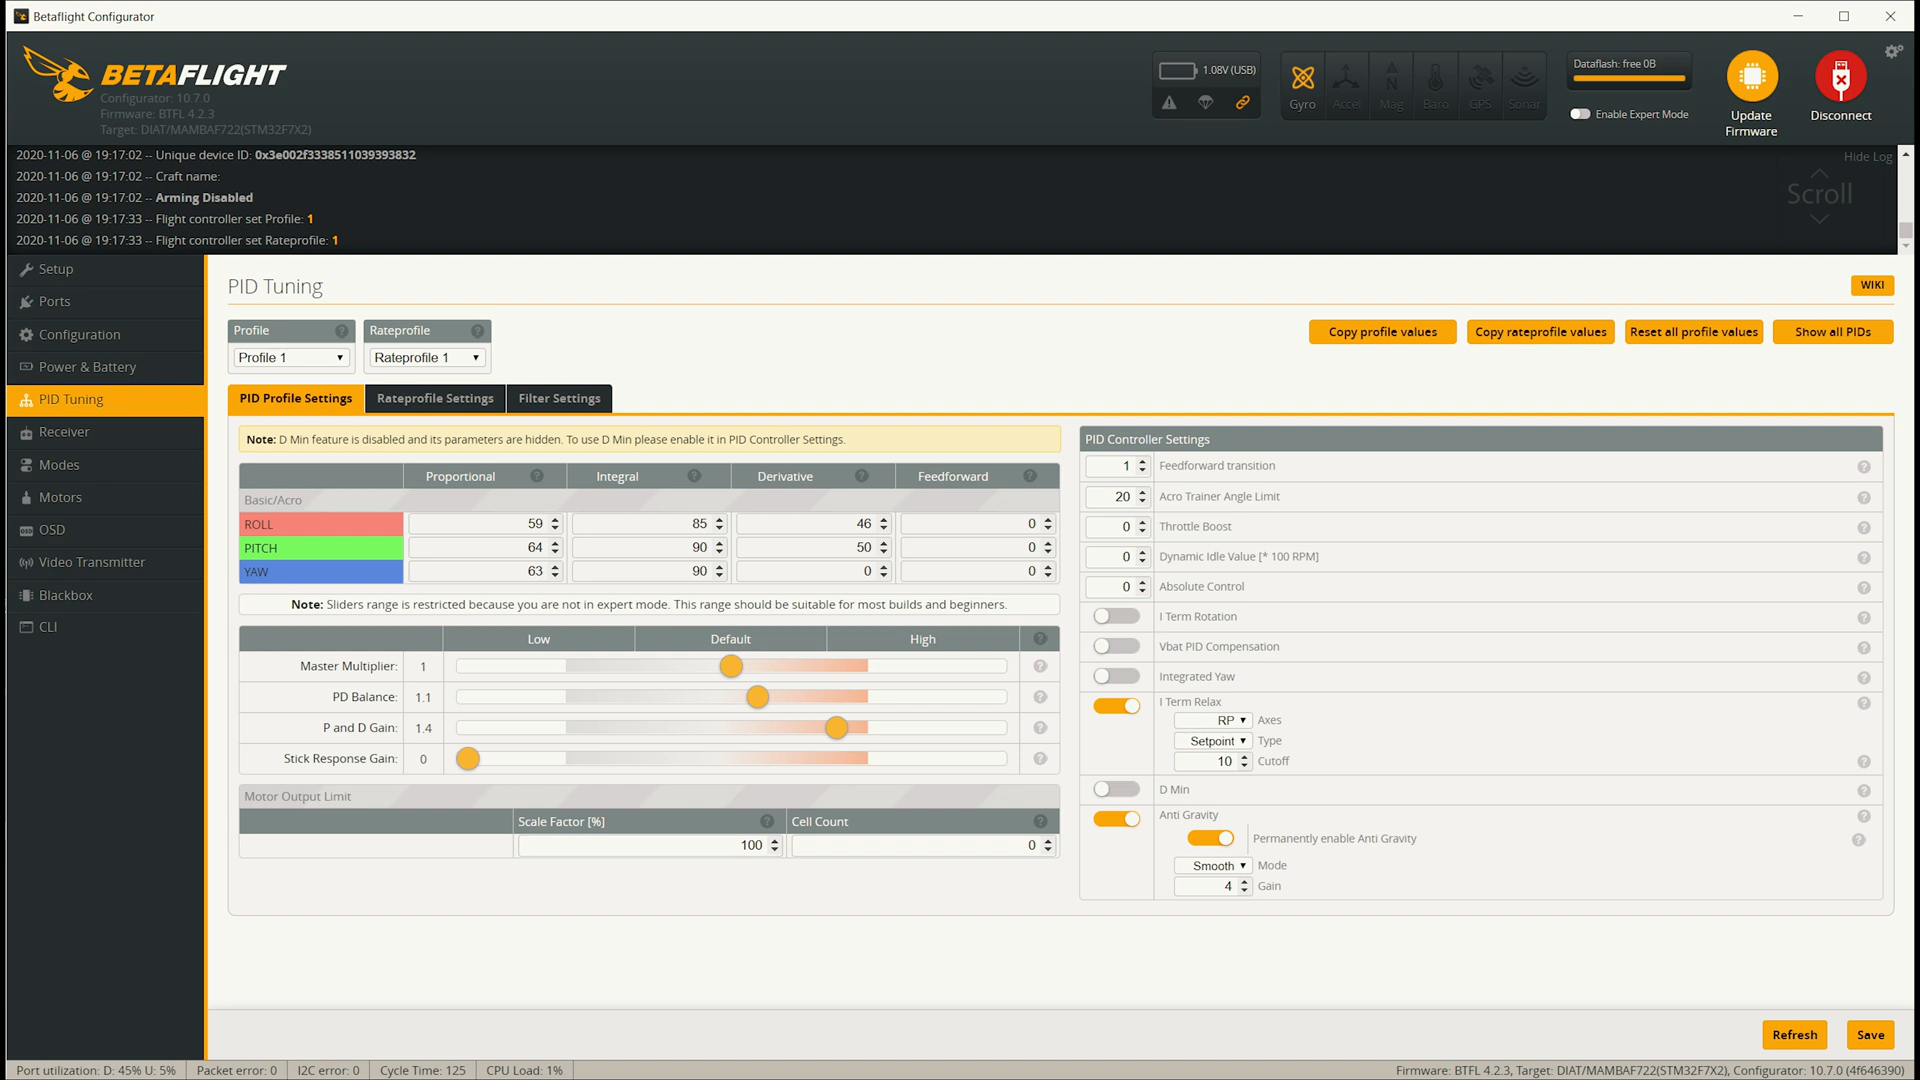 Betaflight Configurator
BETAFLIGHT
Configurator: 10.7.0
Firmware: BTFL 4.2.3
Target: DIAT/MAMBAF722(STM32F7X2)
1.08V (USB)
Gyro
Accel
Mag
Baro
GPS
Sonar
Dataflash: free 0B
Enable Expert Mode
Update Firmware
Disconnect
2020-11-06 @ 19:17:02 -- Unique device ID: 0x3e002f3338511039393832
2020-11-06 @ 19:17:02 -- Craft name:
2020-11-06 @ 19:17:02 -- Arming Disabled
2020-11-06 @ 19:17:33 -- Flight controller set Profile: 1
2020-11-06 @ 19:17:33 -- Flight controller set Rateprofile: 1
Hide Log
Scroll
Setup
Ports
Configuration
Power & Battery
PID Tuning
Receiver
Modes
Motors
OSD
Video Transmitter
Blackbox
CLI
PID Tuning
WIKI
Profile
Rateprofile
Profile 1
Rateprofile 1
Copy profile values
Copy rateprofile values
Reset all profile values
Show all PIDs
PID Profile Settings
Rateprofile Settings
Filter Settings
Note: D Min feature is disabled and its parameters are hidden. To use D Min please enable it in PID Controller Settings.
Proportional Integral Derivative Feedforward
Basic/Acro
ROLL 59 85 46 0
PITCH 64 90 50 0
YAW 63 90 0 0
Note: Sliders range is restricted because you are not in expert mode. This range should be suitable for most builds and beginners.
Low Default High
Master Multiplier: 1
PD Balance: 1.1
P and D Gain: 1.4
Stick Response Gain: 0
Motor Output Limit
Scale Factor [%] Cell Count
100 0
PID Controller Settings
1 Feedforward transition
20 Acro Trainer Angle Limit
0 Throttle Boost
0 Dynamic Idle Value [* 100 RPM]
0 Absolute Control
I Term Rotation
Vbat PID Compensation
Integrated Yaw
I Term Relax
RP Axes
Setpoint Type
10 Cutoff
D Min
Anti Gravity
Permanently enable Anti Gravity
Smooth Mode
4 Gain
Refresh
Save
Port utilization: D: 45% U: 5%
Packet error: 0
I2C error: 0
Cycle Time: 125
CPU Load: 1%
Firmware: BTFL 4.2.3, Target: DIAT/MAMBAF722(STM32F7X2), Configurator: 10.7.0 (4f646390)